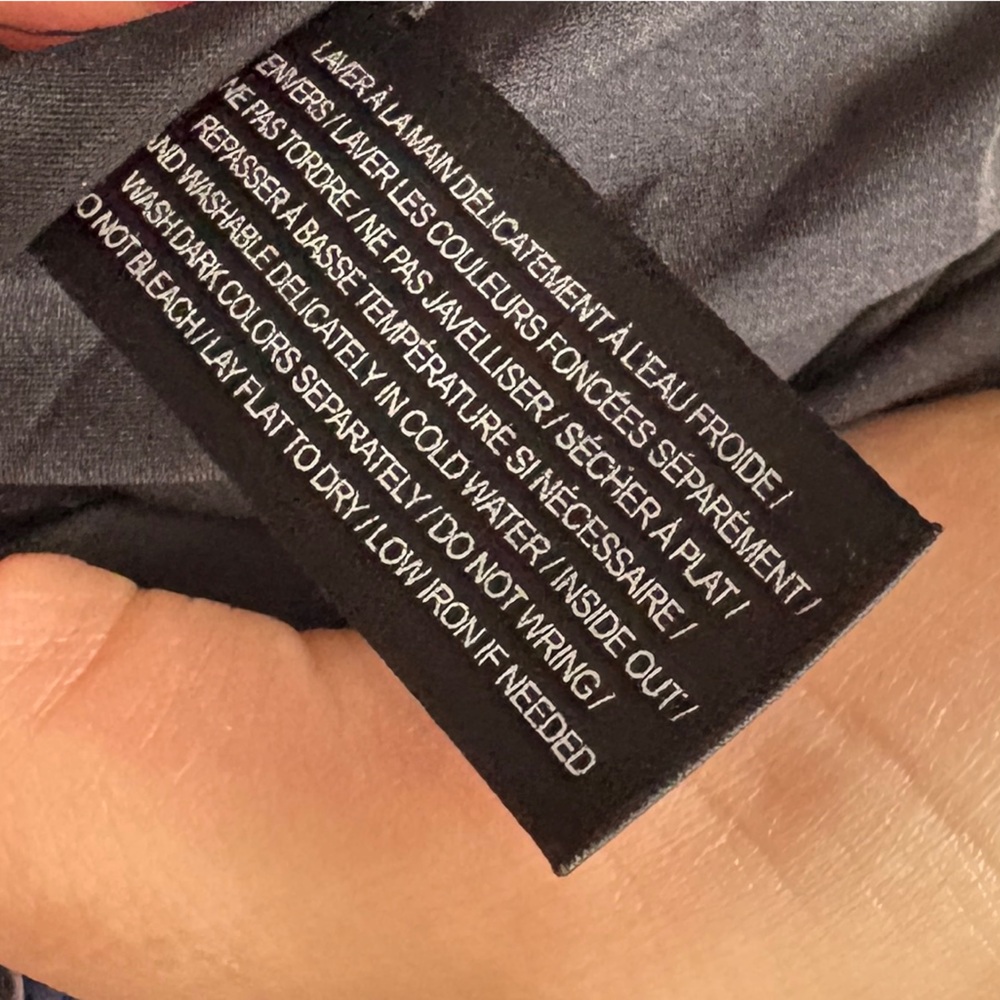 LAVER À LA MAIN DÉLICATEMENT À L'EAU FROIDE /
ENVERS / LAVER LES COULEURS FONCÉES SÉPARÉMENT /
NE PAS TORDRE / NE PAS JAVELLISER / SÉCHER À PLAT /
REPASSER À BASSE TEMPÉRATURE SI NÉCESSAIRE /
AND WASHABLE DELICATELY IN COLD WATER / INSIDE OUT /
WASH DARK COLORS SEPARATELY / DO NOT WRING /
O NOT BLEACH / LAY FLAT TO DRY / LOW IRON IF NEEDED